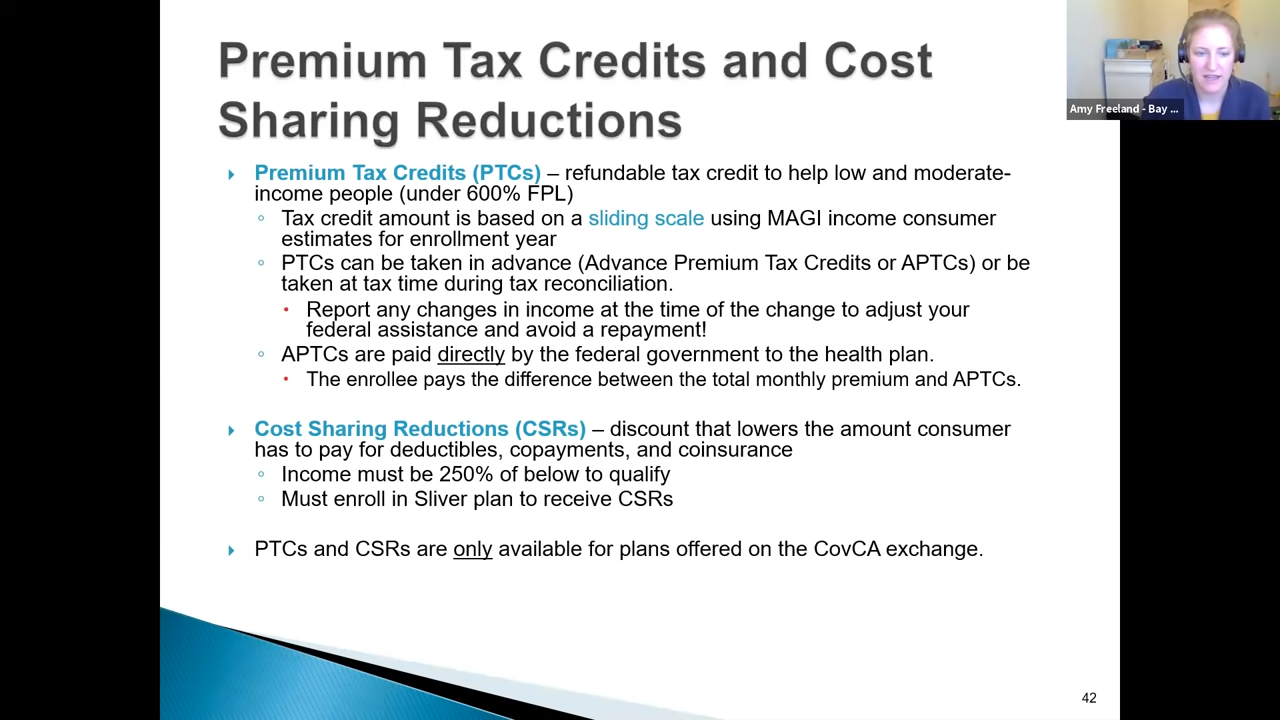 Premium Tax Credits and Cost
Sharing Reductions
Premium Tax Credits (PTCs) – refundable tax credit to help low and moderate-
income people (under 600% FPL)
Tax credit amount is based on a sliding scale using MAGI income consumer
estimates for enrollment year
PTCs can be taken in advance (Advance Premium Tax Credits or APTCs) or be
taken at tax time during tax reconciliation.
Report any changes in income at the time of the change to adjust your
federal assistance and avoid a repayment!
APTCs are paid directly by the federal government to the health plan.
The enrollee pays the difference between the total monthly premium and APTCs.
Cost Sharing Reductions (CSRs) – discount that lowers the amount consumer
has to pay for deductibles, copayments, and coinsurance
Income must be 250% of below to qualify
Must enroll in Sliver plan to receive CSRs
PTCs and CSRs are only available for plans offered on the CovCA exchange.
42
Amy Freeland - Bay ...